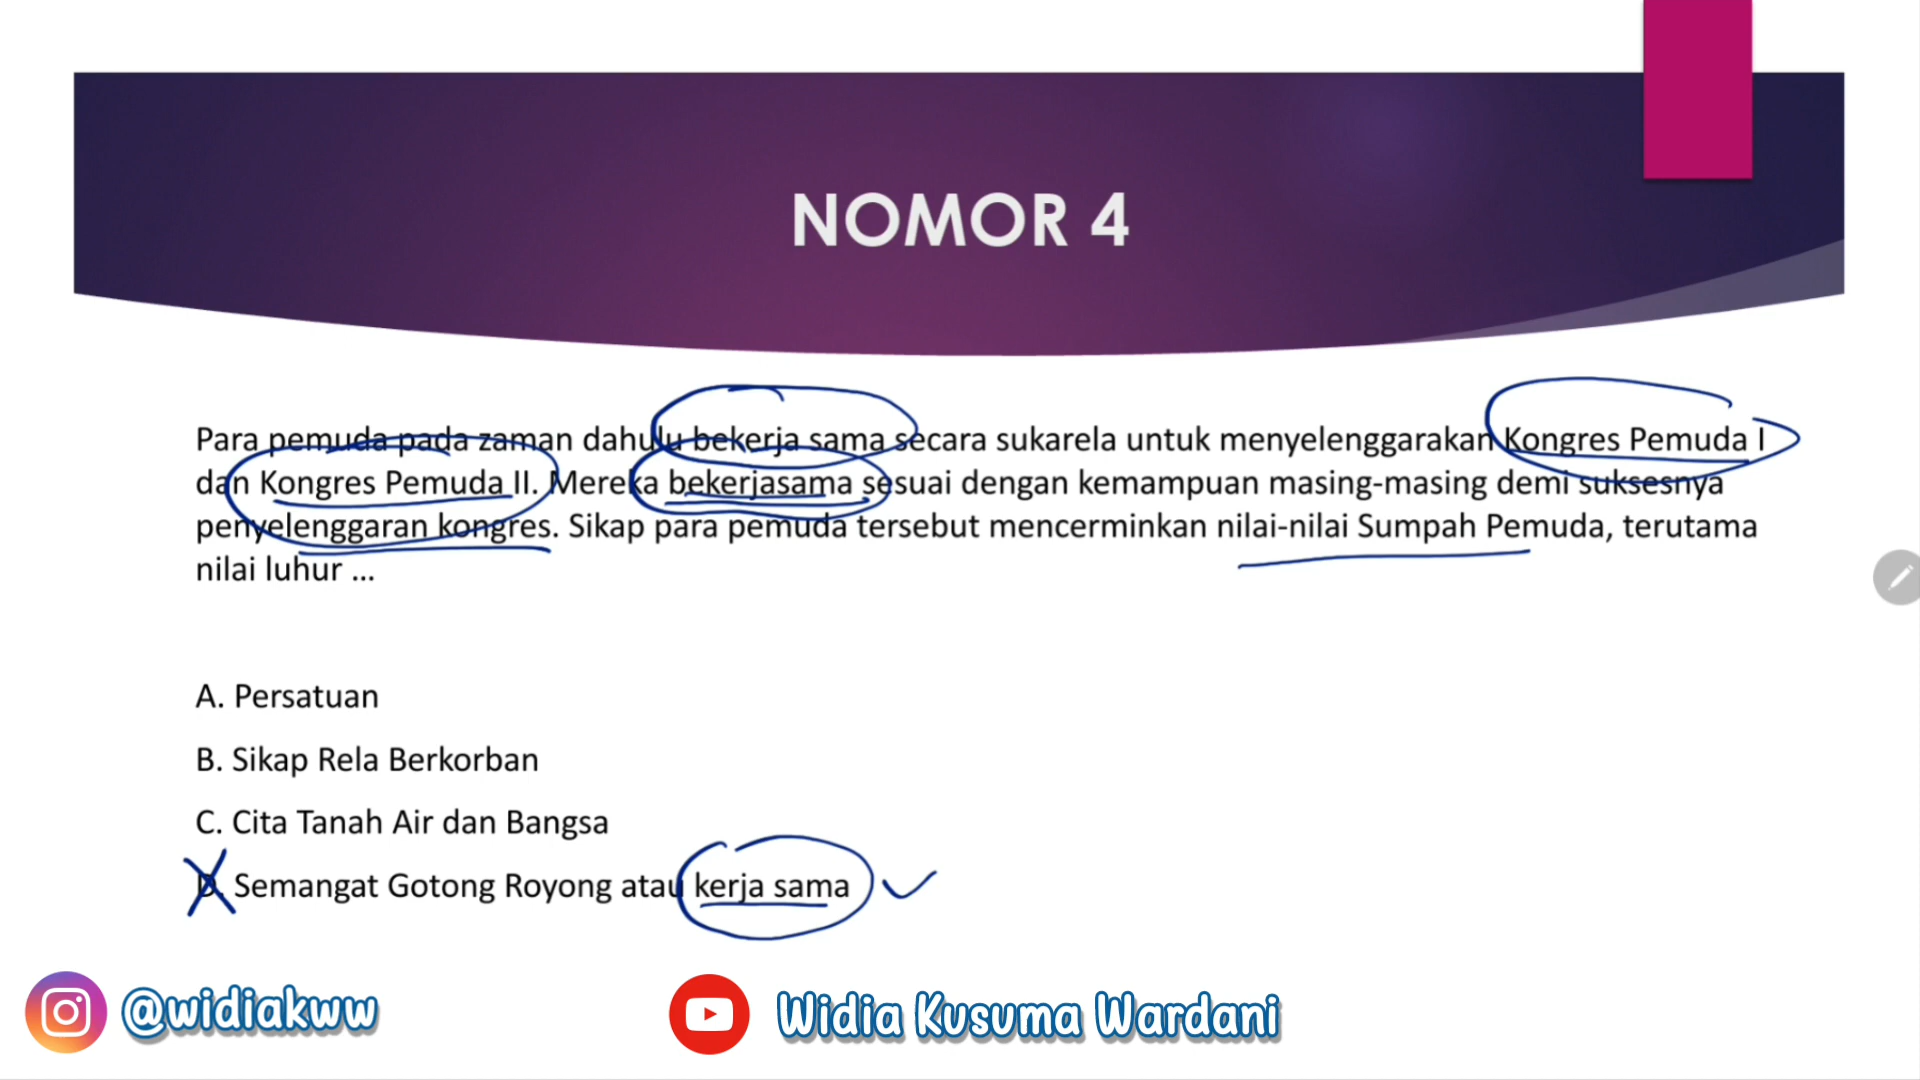 NOMOR 4
Para pemuda pada zaman dahulu bekerja sama secara sukarela untuk menyelenggarakan Kongres Pemuda I
dan Kongres Pemuda II. Mereka bekerjasama sesuai dengan kemampuan masing-masing demi suksesnya
penyelenggaran kongres. Sikap para pemuda tersebut mencerminkan nilai-nilai Sumpah Pemuda, terutama
nilai luhur ...
A. Persatuan
B. Sikap Rela Berkorban
C. Cita Tanah Air dan Bangsa
D. Semangat Gotong Royong atau kerja sama
@widiakww
Widia Kusuma Wardani